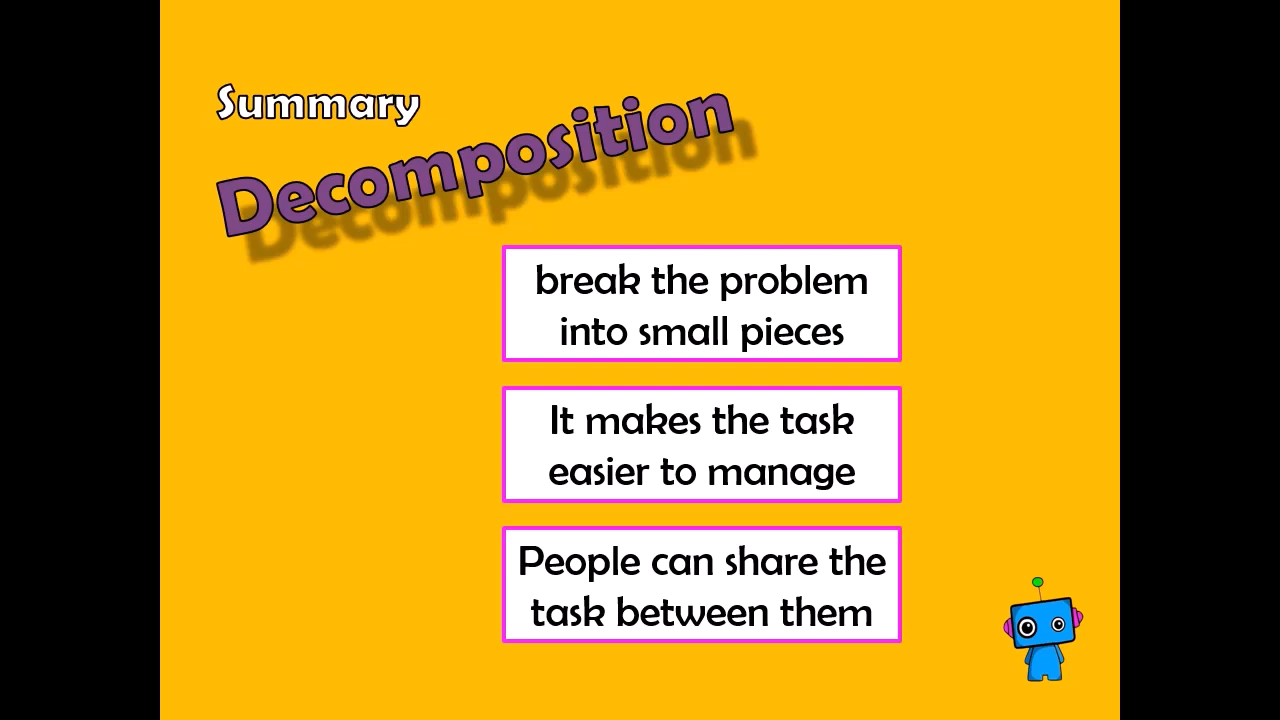 Summary
Decomposition
break the problem
into small pieces
It makes the task
easier to manage
People can share the
task between them